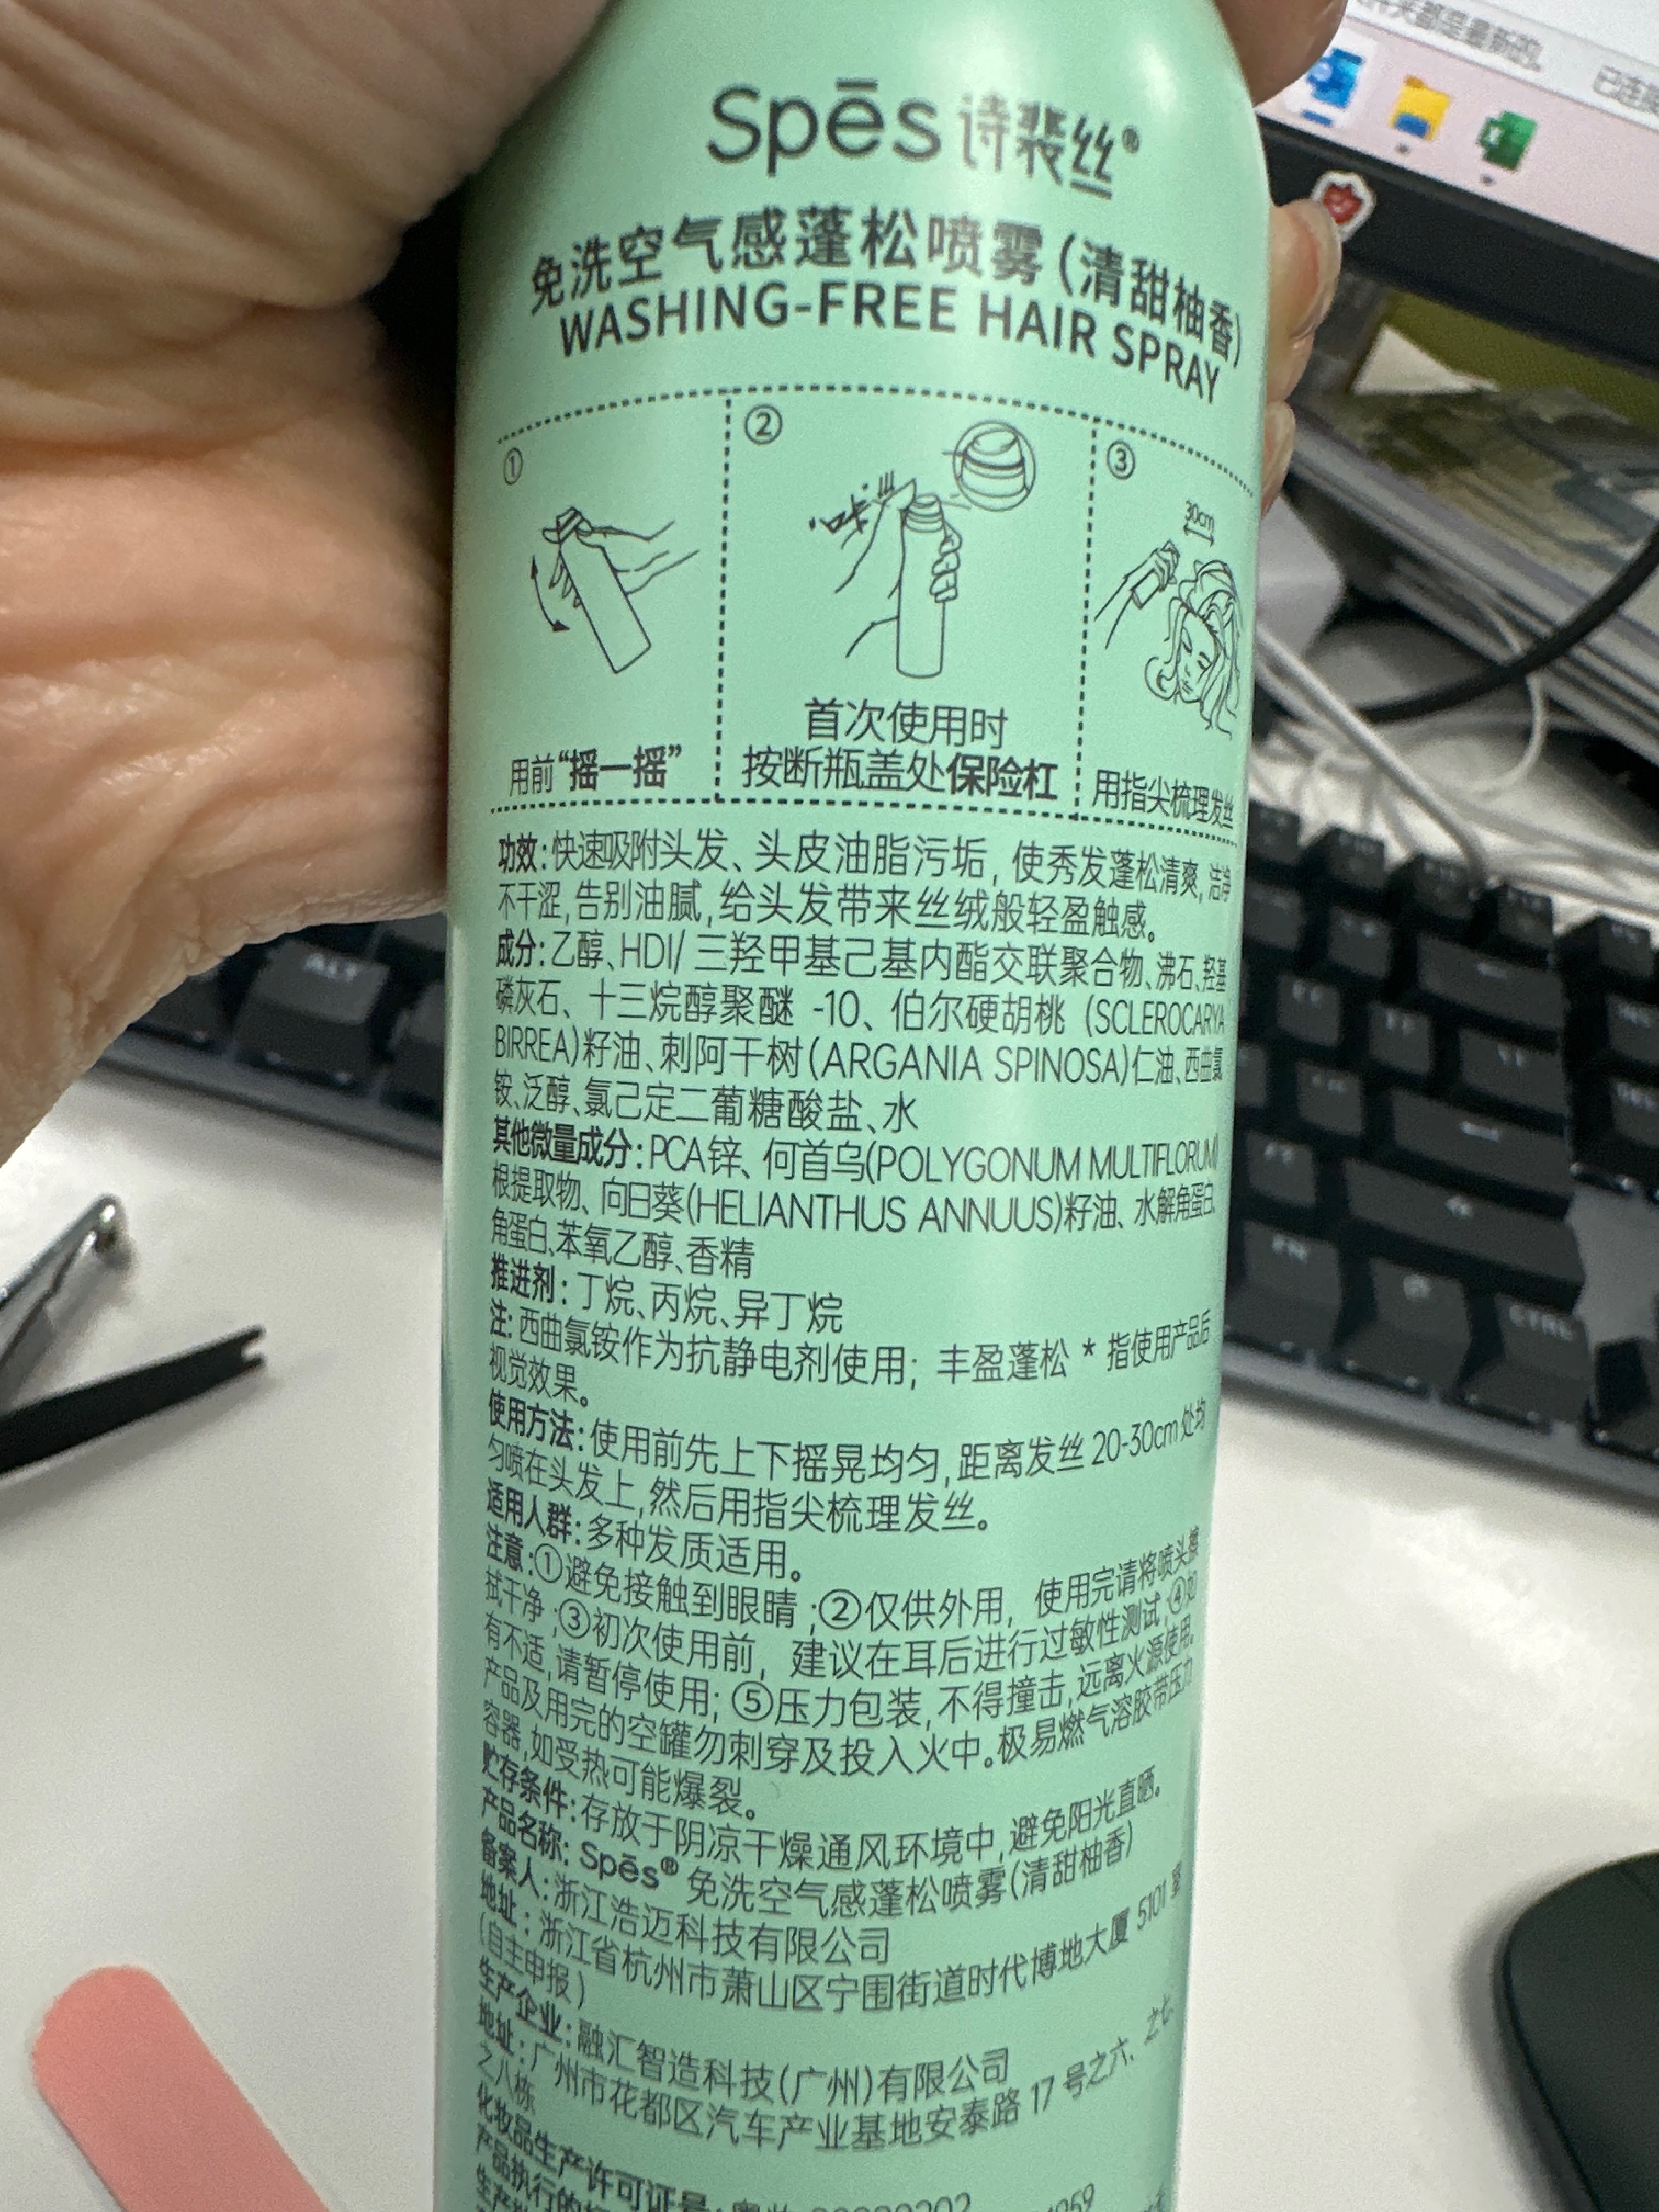 Spēs 诗裴丝®
免洗空气感蓬松喷雾(清甜柚香)
WASHING-FREE HAIR SPRAY
①
用前“摇一摇”
②
咔
首次使用时
按断瓶盖处保险杠
③
30cm
用指尖梳理发丝
功效:快速吸附头发、头皮油脂污垢,使秀发蓬松清爽,洁净
不干涩,告别油腻,给头发带来丝绒般轻盈触感。
成分:乙醇、HDI/ 三羟甲基己基内酯交联聚合物、沸石、羟基
磷灰石、十三烷醇聚醚 -10、伯尔硬胡桃 (SCLEROCARYA
BIRREA)籽油、刺阿干树(ARGANIA SPINOSA)仁油、西曲氯
铵、泛醇、氯己定二葡糖酸盐、水
其他微量成分:PCA锌、何首乌(POLYGONUM MULTIFLORUM)
根提取物、向日葵(HELIANTHUS ANNUUS)籽油、水解角蛋白、
角蛋白、苯氧乙醇、香精
推进剂:丁烷、丙烷、异丁烷
注:西曲氯铵作为抗静电剂使用;丰盈蓬松 * 指使用产品后
视觉效果。
使用方法:使用前先上下摇晃均匀,距离发丝 20-30cm 处均
匀喷在头发上,然后用指尖梳理发丝。
适用人群:多种发质适用。
注意:①避免接触到眼睛;②仅供外用,使用完请将喷头擦
拭干净;③初次使用前,建议在耳后进行过敏性测试;④如
有不适,请暂停使用;⑤压力包装,不得撞击,远离火源使用。
产品及用完的空罐勿刺穿及投入火中。极易燃气溶胶带压力
容器,如受热可能爆裂。
贮存条件:存放于阴凉干燥通风环境中,避免阳光直晒。
产品名称: Spēs® 免洗空气感蓬松喷雾(清甜柚香)
备案人:浙江浩迈科技有限公司
地址:浙江省杭州市萧山区宁围街道时代博地大厦 5101 室
(自主申报)
生产企业:融汇智造科技(广州)有限公司
地址:广州市花都区汽车产业基地安泰路 17 号之六、之七、
之八栋
化妆品生产许可证号:粤妆
产品执行的标
ALT
CTRL
FN